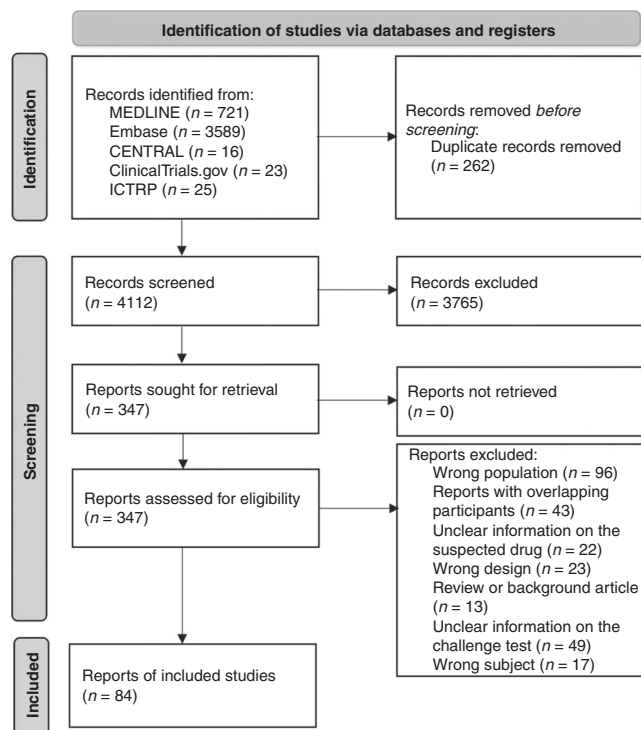 Identification of studies via databases and registers
Identification
Records identified from:
MEDLINE (n = 721)
Embase (n = 3589)
CENTRAL (n = 16)
ClinicalTrials.gov (n = 23)
ICTRP (n = 25)
Records removed before
screening:
Duplicate records removed
(n = 262)
Screening
Records screened
(n = 4112)
Records excluded
(n = 3765)
Reports sought for retrieval
(n = 347)
Reports not retrieved
(n = 0)
Reports assessed for eligibility
(n = 347)
Reports excluded:
Wrong population (n = 96)
Reports with overlapping
participants (n = 43)
Unclear information on the
suspected drug (n = 22)
Wrong design (n = 23)
Review or background article
(n = 13)
Unclear information on the
challenge test (n = 49)
Wrong subject (n = 17)
Included
Reports of included studies
(n = 84)